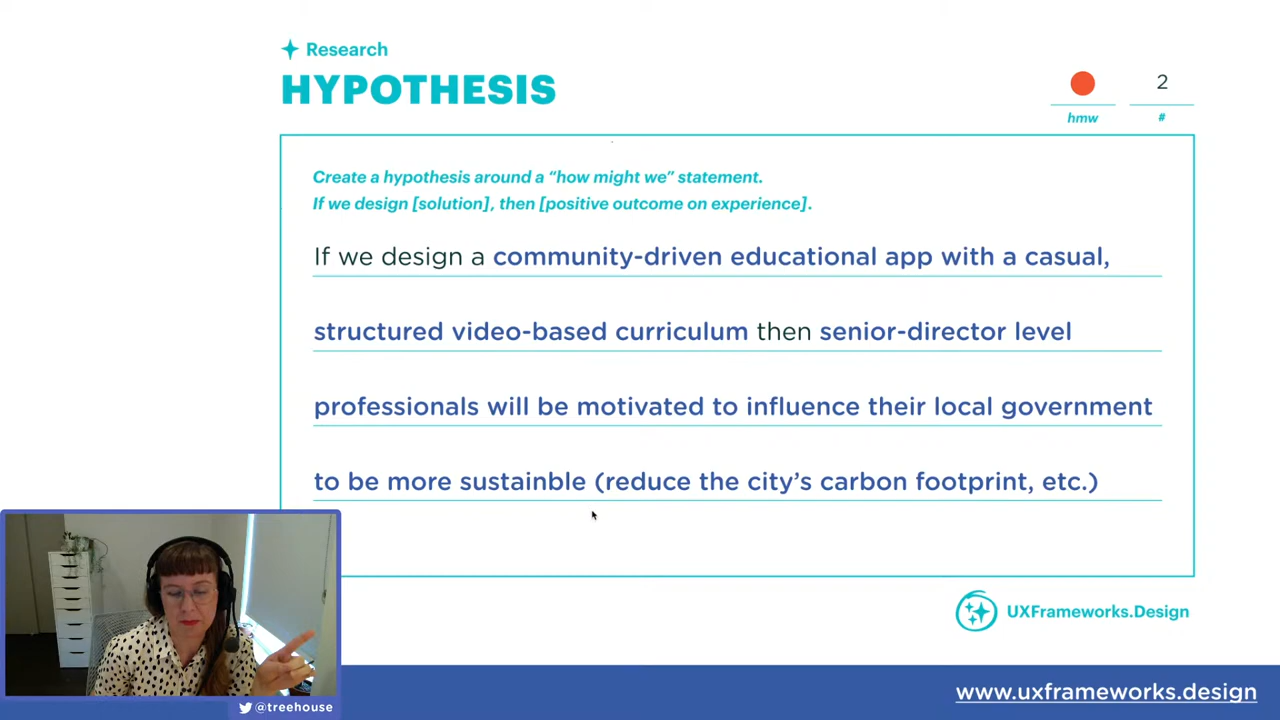 Research
HYPOTHESIS
2
hmw
#
Create a hypothesis around a “how might we” statement.
If we design [solution], then [positive outcome on experience].
If we design a community-driven educational app with a casual,
structured video-based curriculum then senior-director level
professionals will be motivated to influence their local government
to be more sustainble (reduce the city’s carbon footprint, etc.)
UXFrameworks.Design
www.uxframeworks.design
@treehouse